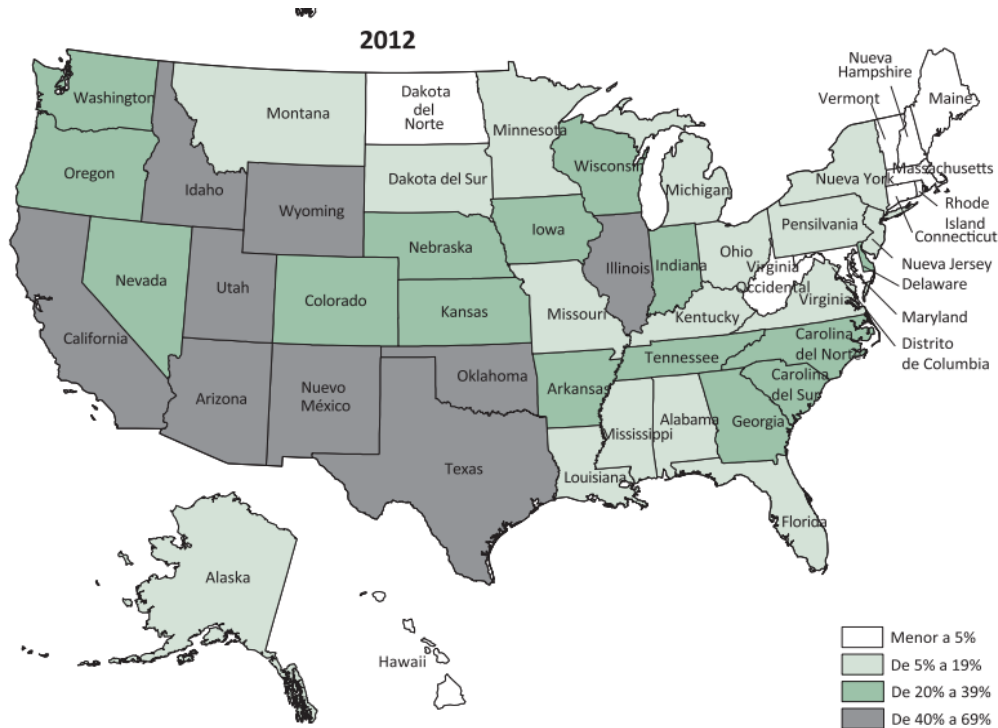 2012
Washington
Montana
Dakota
del
Norte
Minnesota
Nueva
Hampshire
Vermont
Maine
Oregon
Idaho
Wyoming
Dakota del Sur
Wisconsin
Michigan
Nueva York
Massachusetts
Rhode
Island
Connecticut
Nevada
Utah
Colorado
Nebraska
Kansas
Iowa
Illinois
Indiana
Ohio
Pensilvania
Nueva Jersey
Delaware
Virginia
Occidental
Virginia
Maryland
Distrito
de Columbia
California
Missouri
Kentucky
Arizona
Nuevo
México
Oklahoma
Arkansas
Tennessee
Carolina
del Norte
Carolina
del Sur
Texas
Louisiana
Mississippi
Alabama
Georgia
Florida
Alaska
Hawaii
Menor a 5%
De 5% a 19%
De 20% a 39%
De 40% a 69%